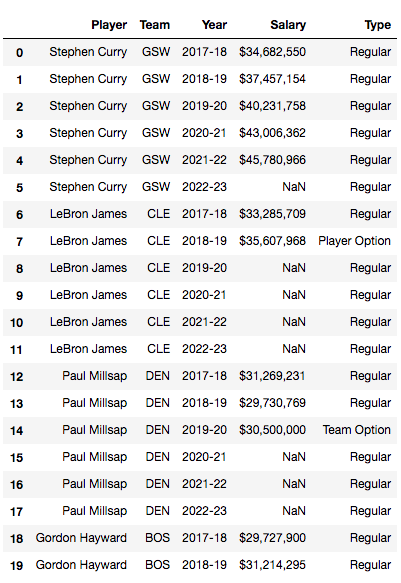 Player Team Year Salary Type
0 Stephen Curry GSW 2017-18 $34,682,550 Regular
1 Stephen Curry GSW 2018-19 $37,457,154 Regular
2 Stephen Curry GSW 2019-20 $40,231,758 Regular
3 Stephen Curry GSW 2020-21 $43,006,362 Regular
4 Stephen Curry GSW 2021-22 $45,780,966 Regular
5 Stephen Curry GSW 2022-23 NaN Regular
6 LeBron James CLE 2017-18 $33,285,709 Regular
7 LeBron James CLE 2018-19 $35,607,968 Player Option
8 LeBron James CLE 2019-20 NaN Regular
9 LeBron James CLE 2020-21 NaN Regular
10 LeBron James CLE 2021-22 NaN Regular
11 LeBron James CLE 2022-23 NaN Regular
12 Paul Millsap DEN 2017-18 $31,269,231 Regular
13 Paul Millsap DEN 2018-19 $29,730,769 Regular
14 Paul Millsap DEN 2019-20 $30,500,000 Team Option
15 Paul Millsap DEN 2020-21 NaN Regular
16 Paul Millsap DEN 2021-22 NaN Regular
17 Paul Millsap DEN 2022-23 NaN Regular
18 Gordon Hayward BOS 2017-18 $29,727,900 Regular
19 Gordon Hayward BOS 2018-19 $31,214,295 Regular